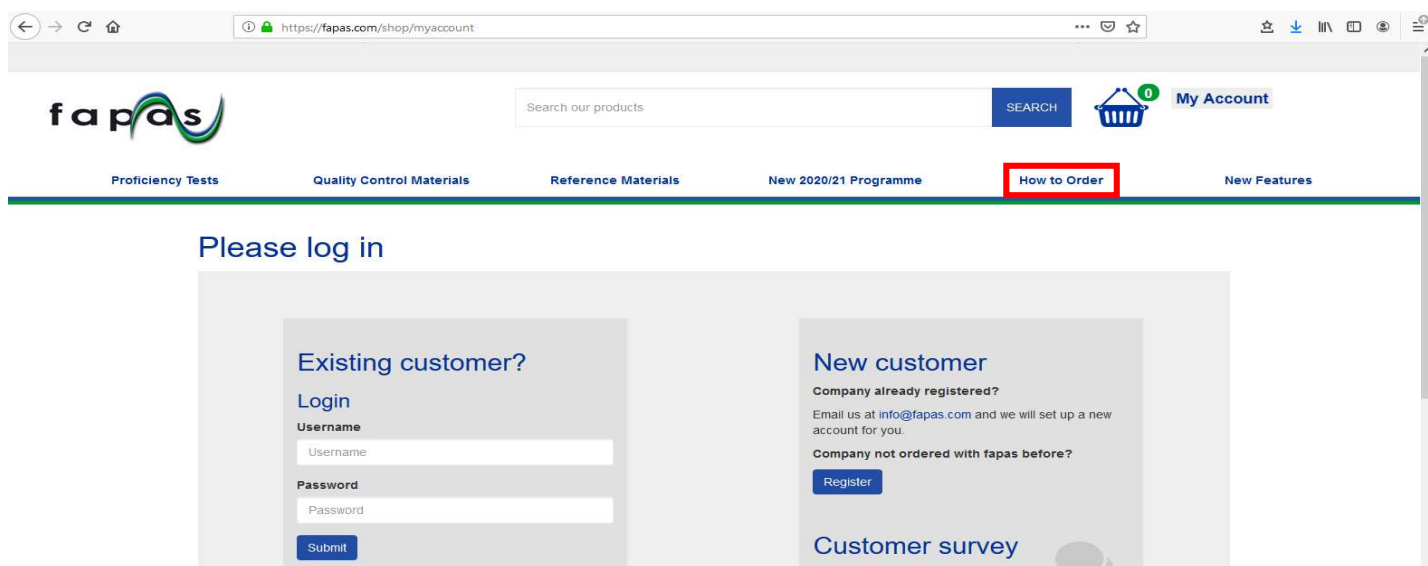 https://fapas.com/shop/myaccount
fapas
Search our products
SEARCH
0
My Account
Proficiency Tests
Quality Control Materials
Reference Materials
New 2020/21 Programme
How to Order
New Features
Please log in
Existing customer?
Login
Username
Username
Password
Password
Submit
New customer
Company already registered?
Email us at info@fapas.com and we will set up a new
account for you.
Company not ordered with fapas before?
Register
Customer survey